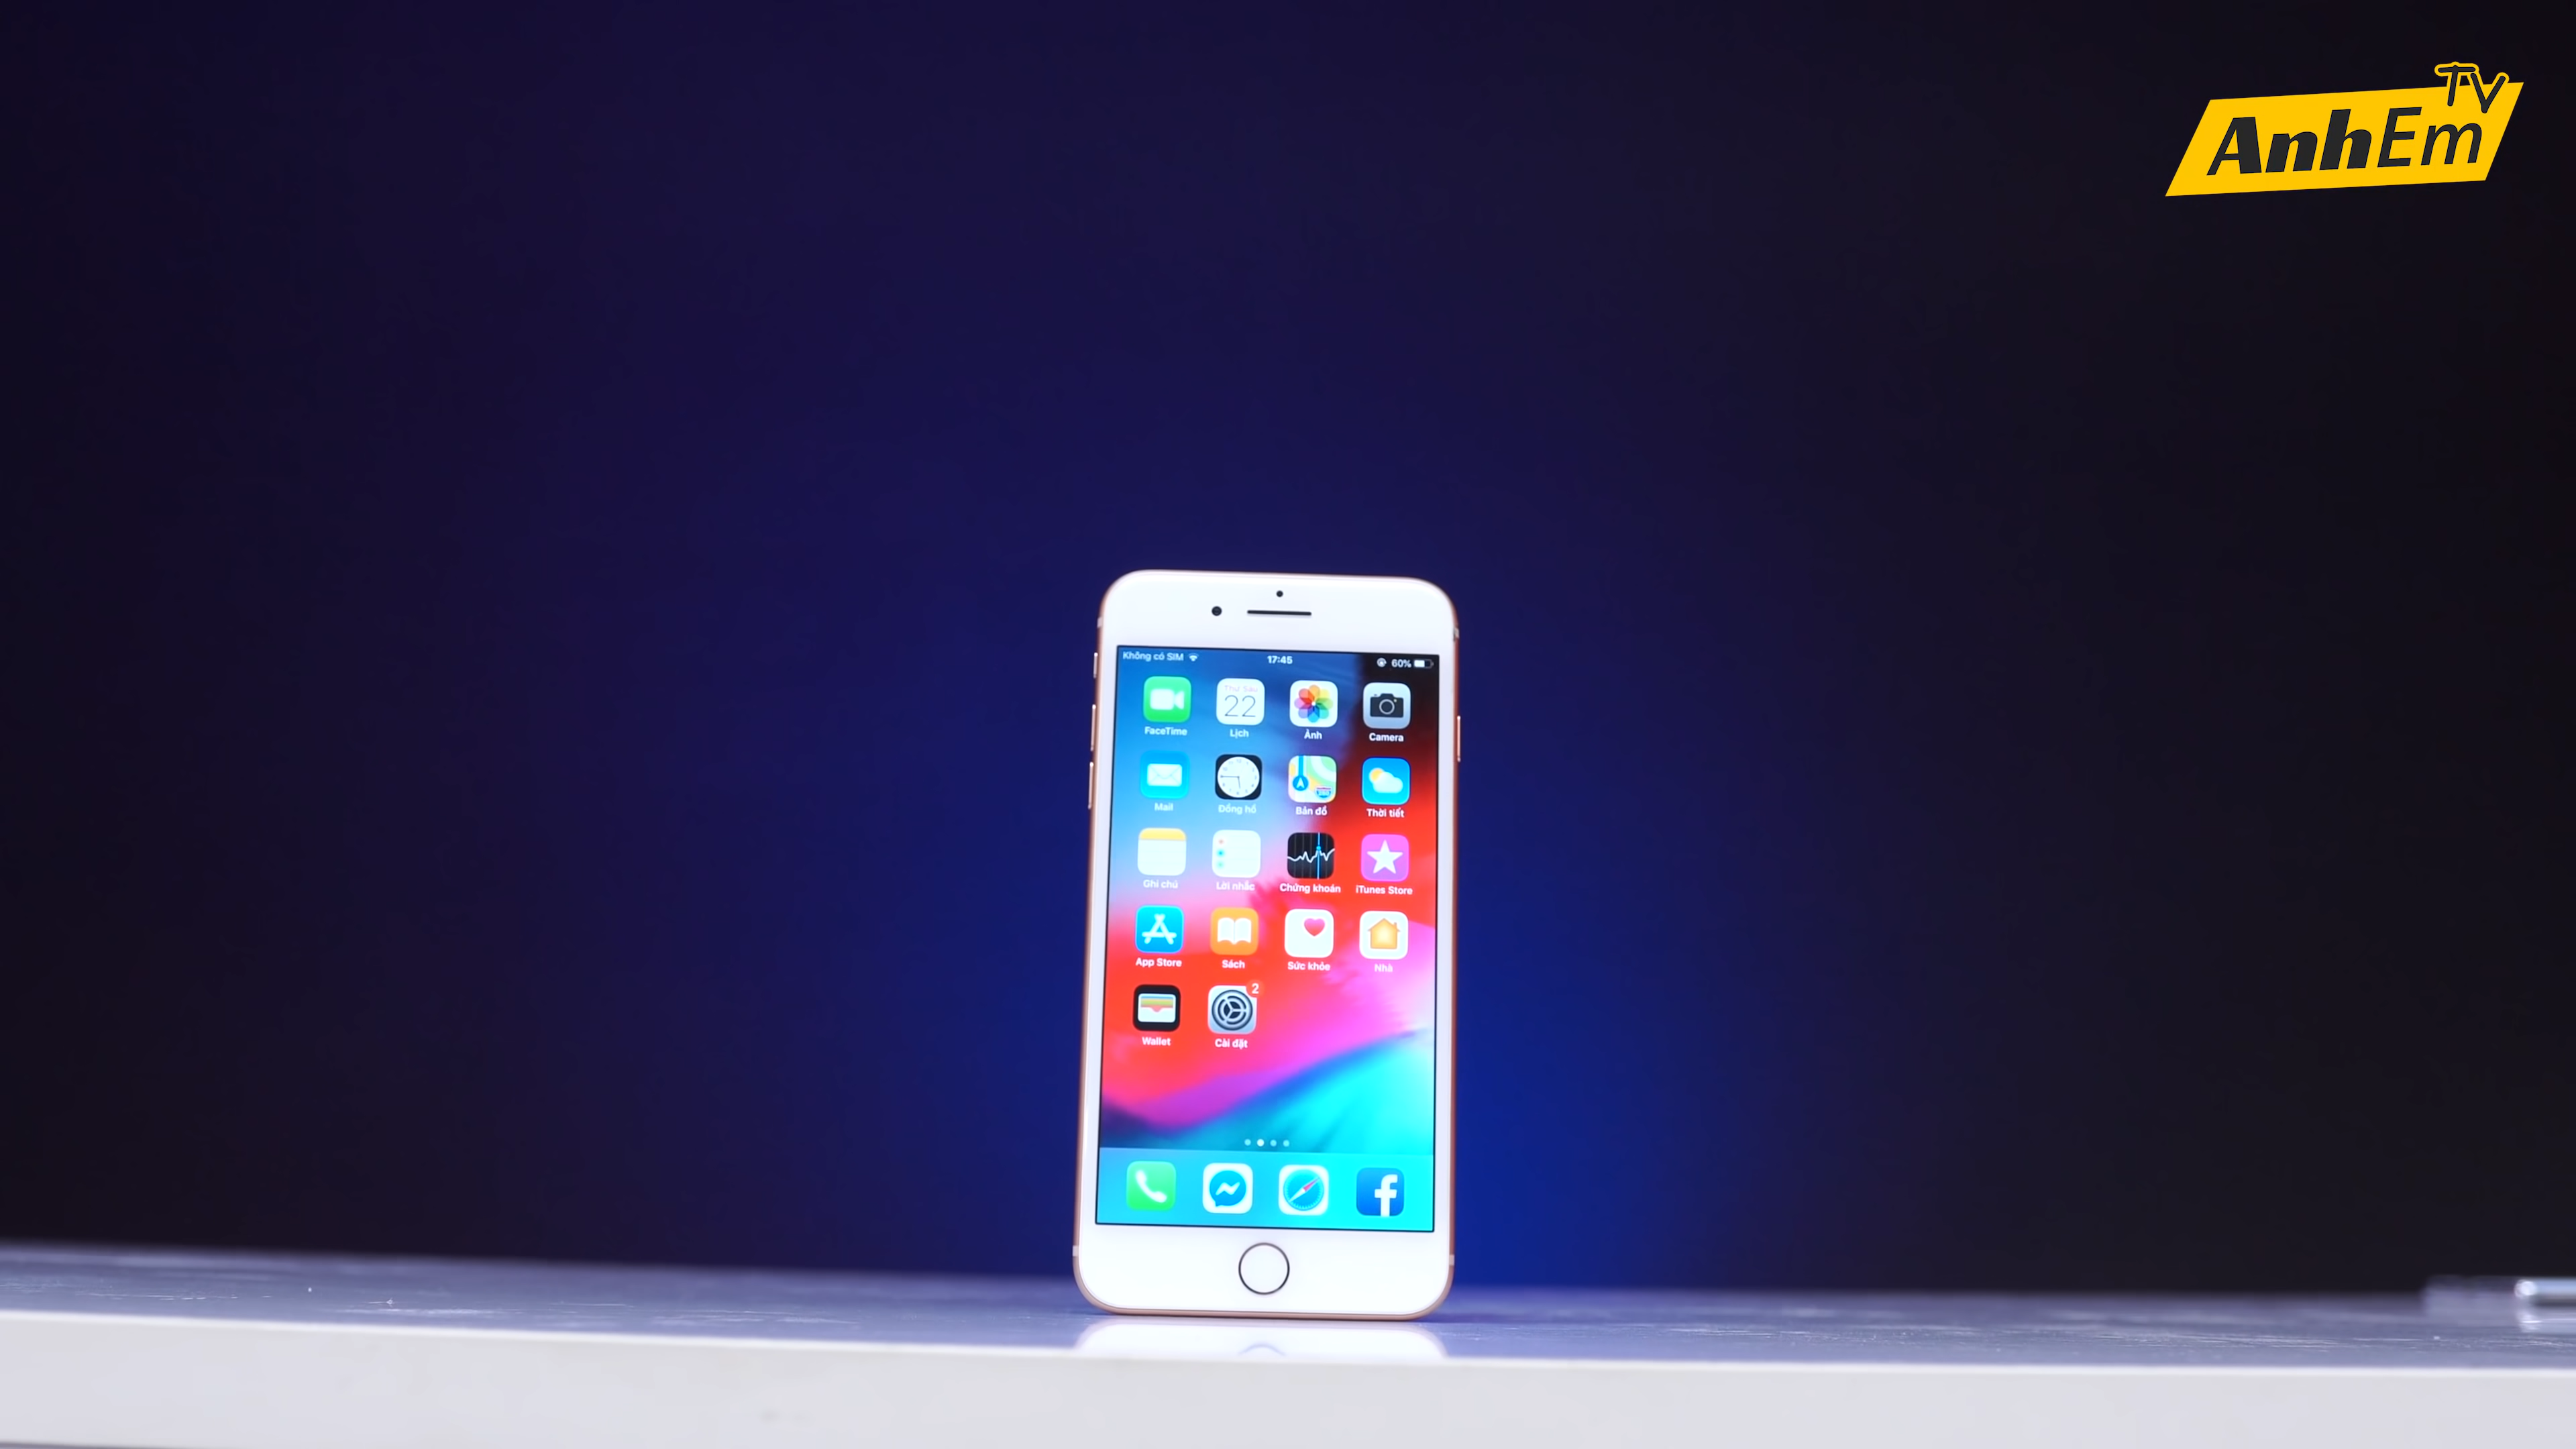 TV
AnhEm
Không có SIM 17:45 60%
Thứ Sáu
22
FaceTime Lịch Ảnh Camera
Mail Đồng hồ Bản đồ Thời tiết
Ghi chú Lời nhắc Chứng khoán iTunes Store
App Store Sách Sức khỏe Nhà
2
Wallet Cài đặt